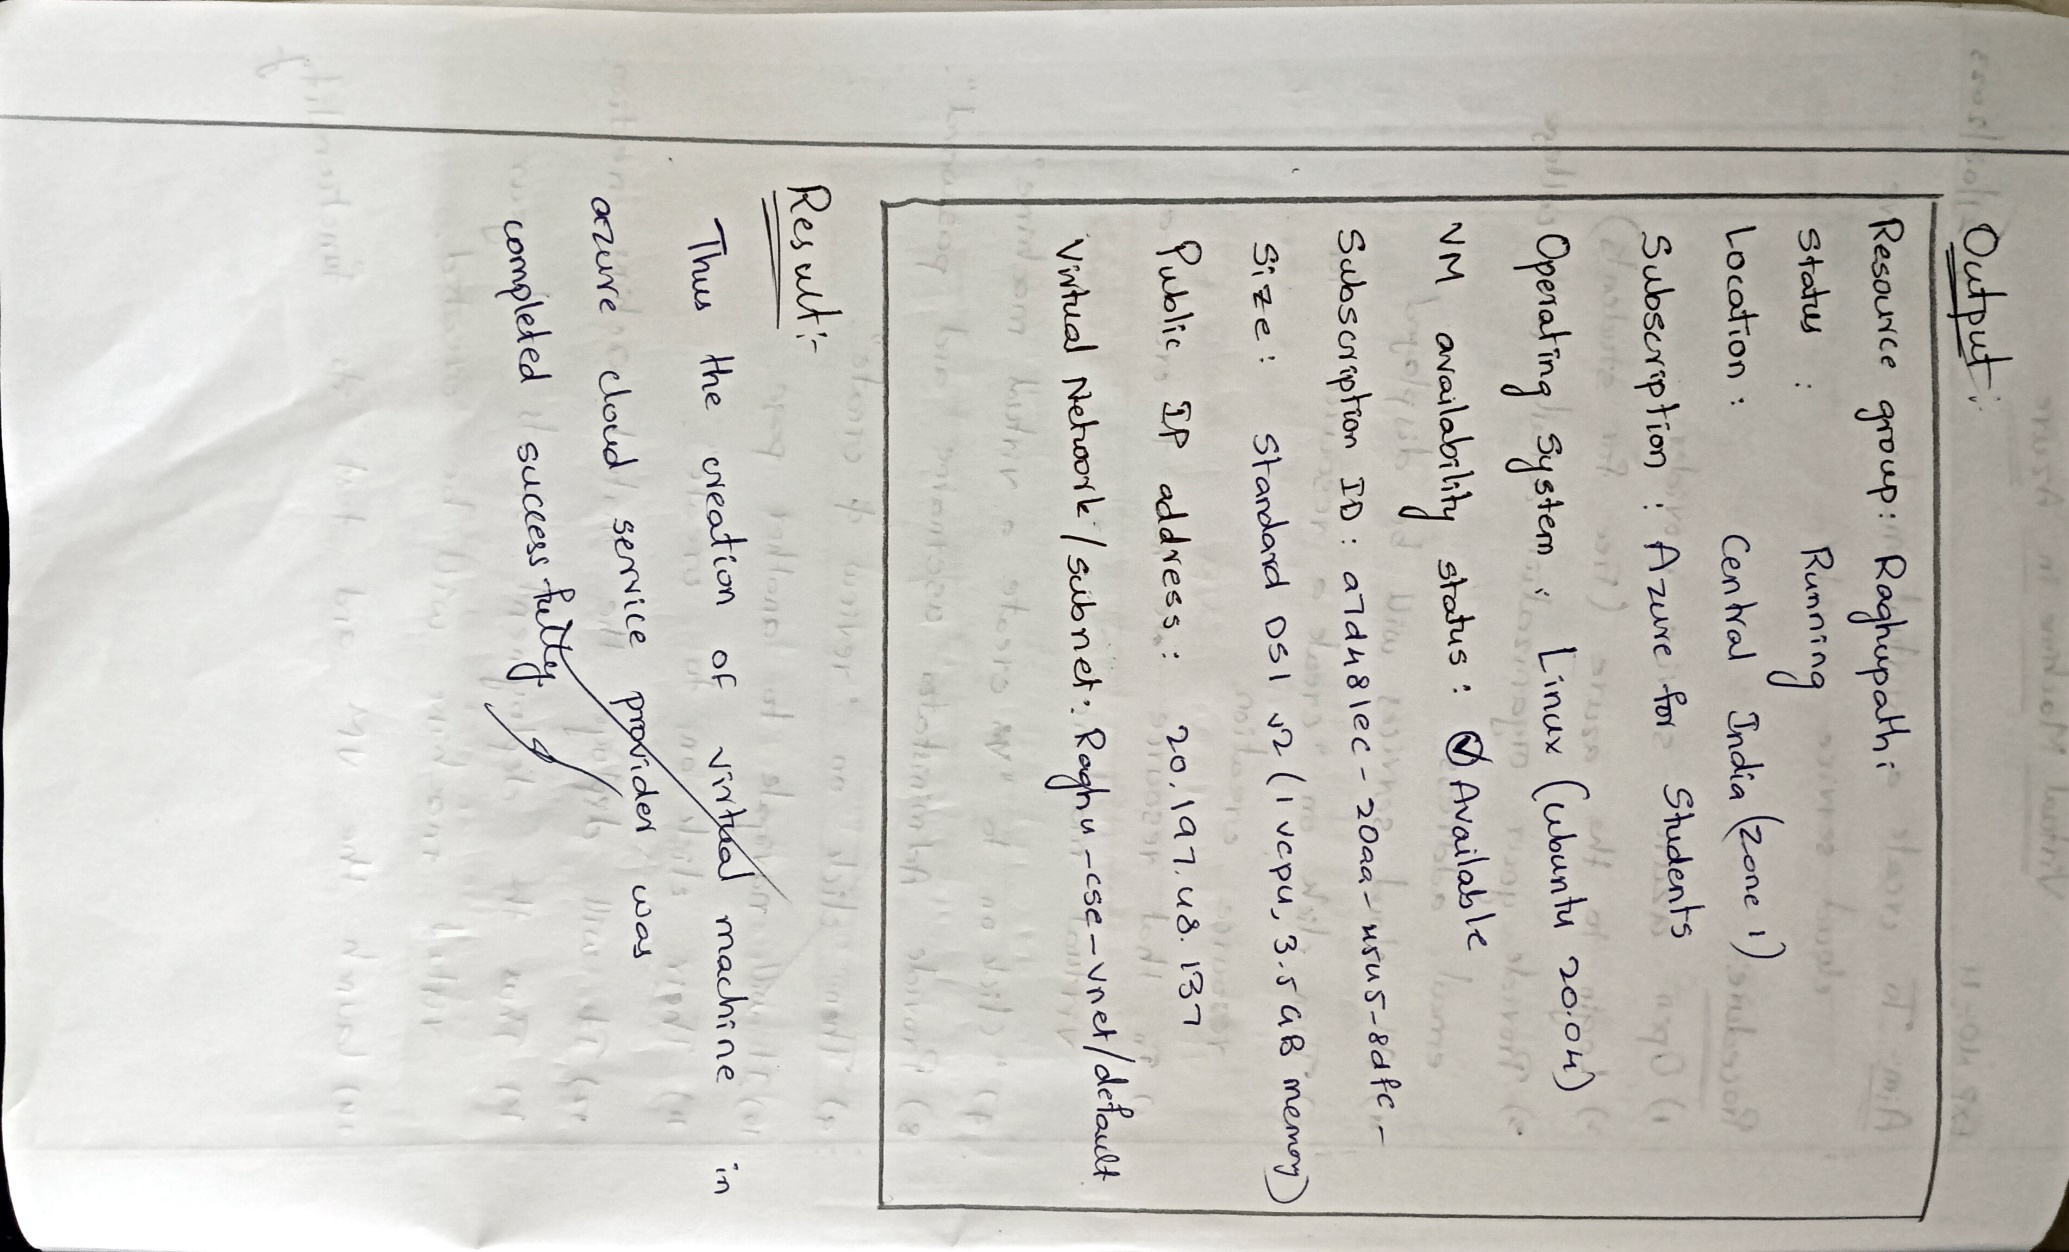 Output:
Resource group: Raghupathi
Status : Running
Location : Central India (Zone 1)
Subscription : Azure for Students
Operating System : Linux (ubuntu 20.04)
VM availability status : Available
Subscription ID : a7d481ec-20aa-4545-8dfc-
Size : Standard DS1 v2 (1 vcpu, 3.5 GB memory)
Public IP address : 20.197.48.137
Virtual Network/subnet: Raghu-cse-vnet/default
Result:-
Thus the creation of virtual machine in
azure cloud service provider was
completed successfully